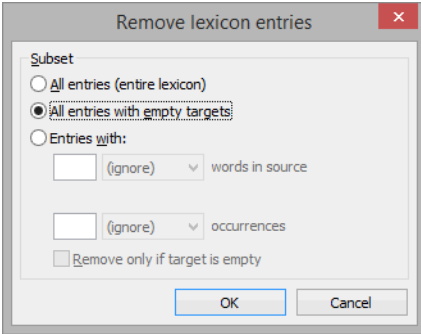 Remove lexicon entries
Subset
All entries (entire lexicon)
All entries with empty targets
Entries with:
(ignore) words in source
(ignore) occurrences
Remove only if target is empty
OK Cancel